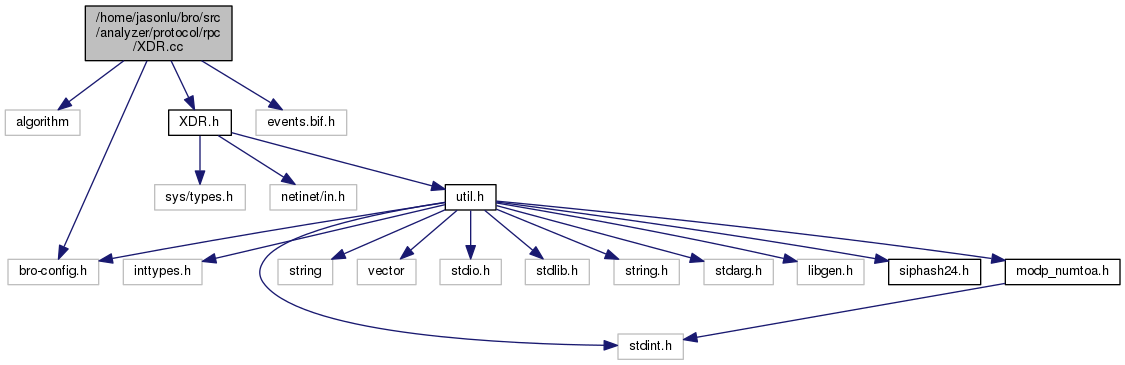 /home/jasonlu/bro/src
/analyzer/protocol/rpc
/XDR.cc
algorithm
XDR.h
events.bif.h
sys/types.h
netinet/in.h
util.h
bro-config.h
inttypes.h
string
vector
stdio.h
stdlib.h
string.h
stdarg.h
libgen.h
siphash24.h
modp_numtoa.h
stdint.h